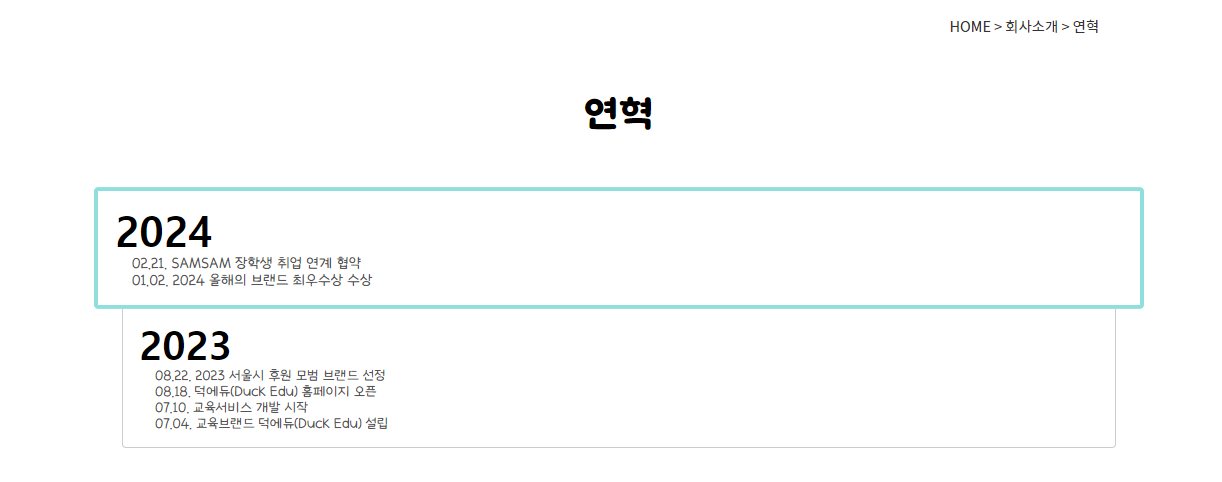 HOME > 회사소개 > 연혁
연혁
2024
02.21. SAMSAM 장학생 취업 연계 협약
01.02. 2024 올해의 브랜드 최우수상 수상
2023
08.22. 2023 서울시 후원 모범 브랜드 선정
08.18. 덕에듀(Duck Edu) 홈페이지 오픈
07.10. 교육서비스 개발 시작
07.04. 교육브랜드 덕에듀(Duck Edu) 설립